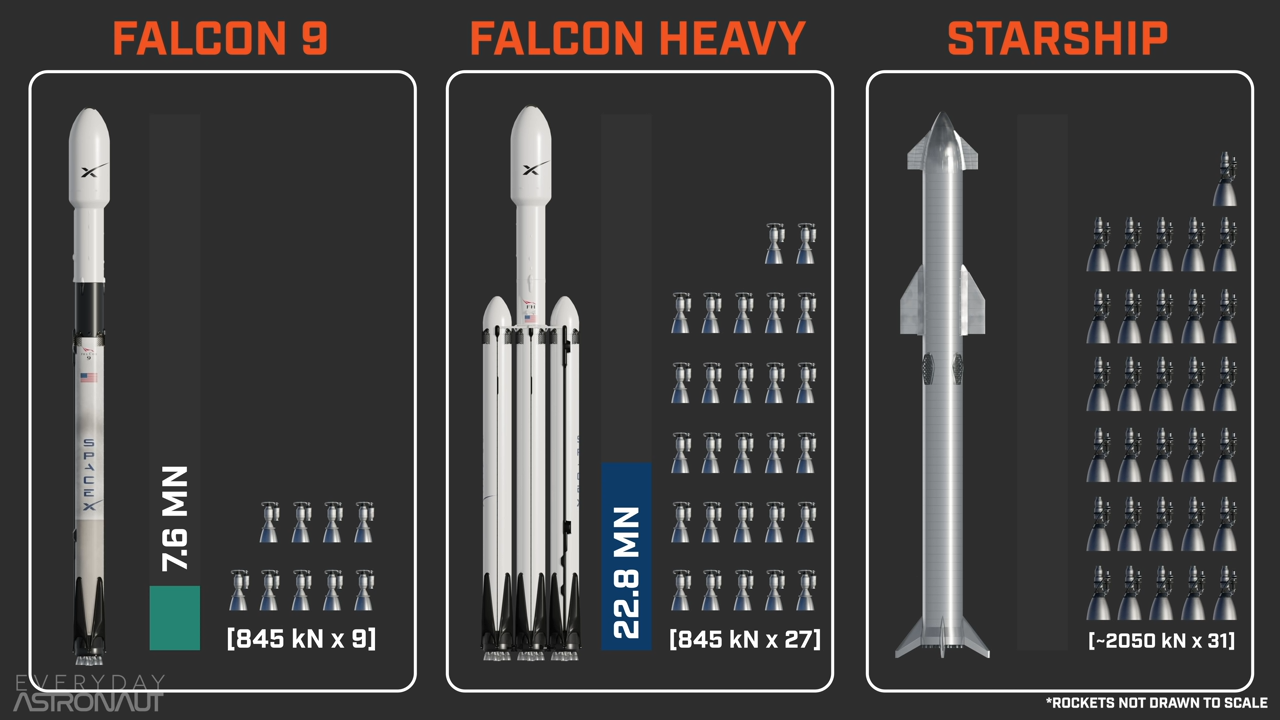 FALCON 9
FALCON HEAVY
STARSHIP
9
SPACEX
7.6 MN
[845 kN x 9]
22.8 MN
[845 kN x 27]
[~2050 kN x 31]
EVERYDAY
ASTRONAUT
*ROCKETS NOT DRAWN TO SCALE